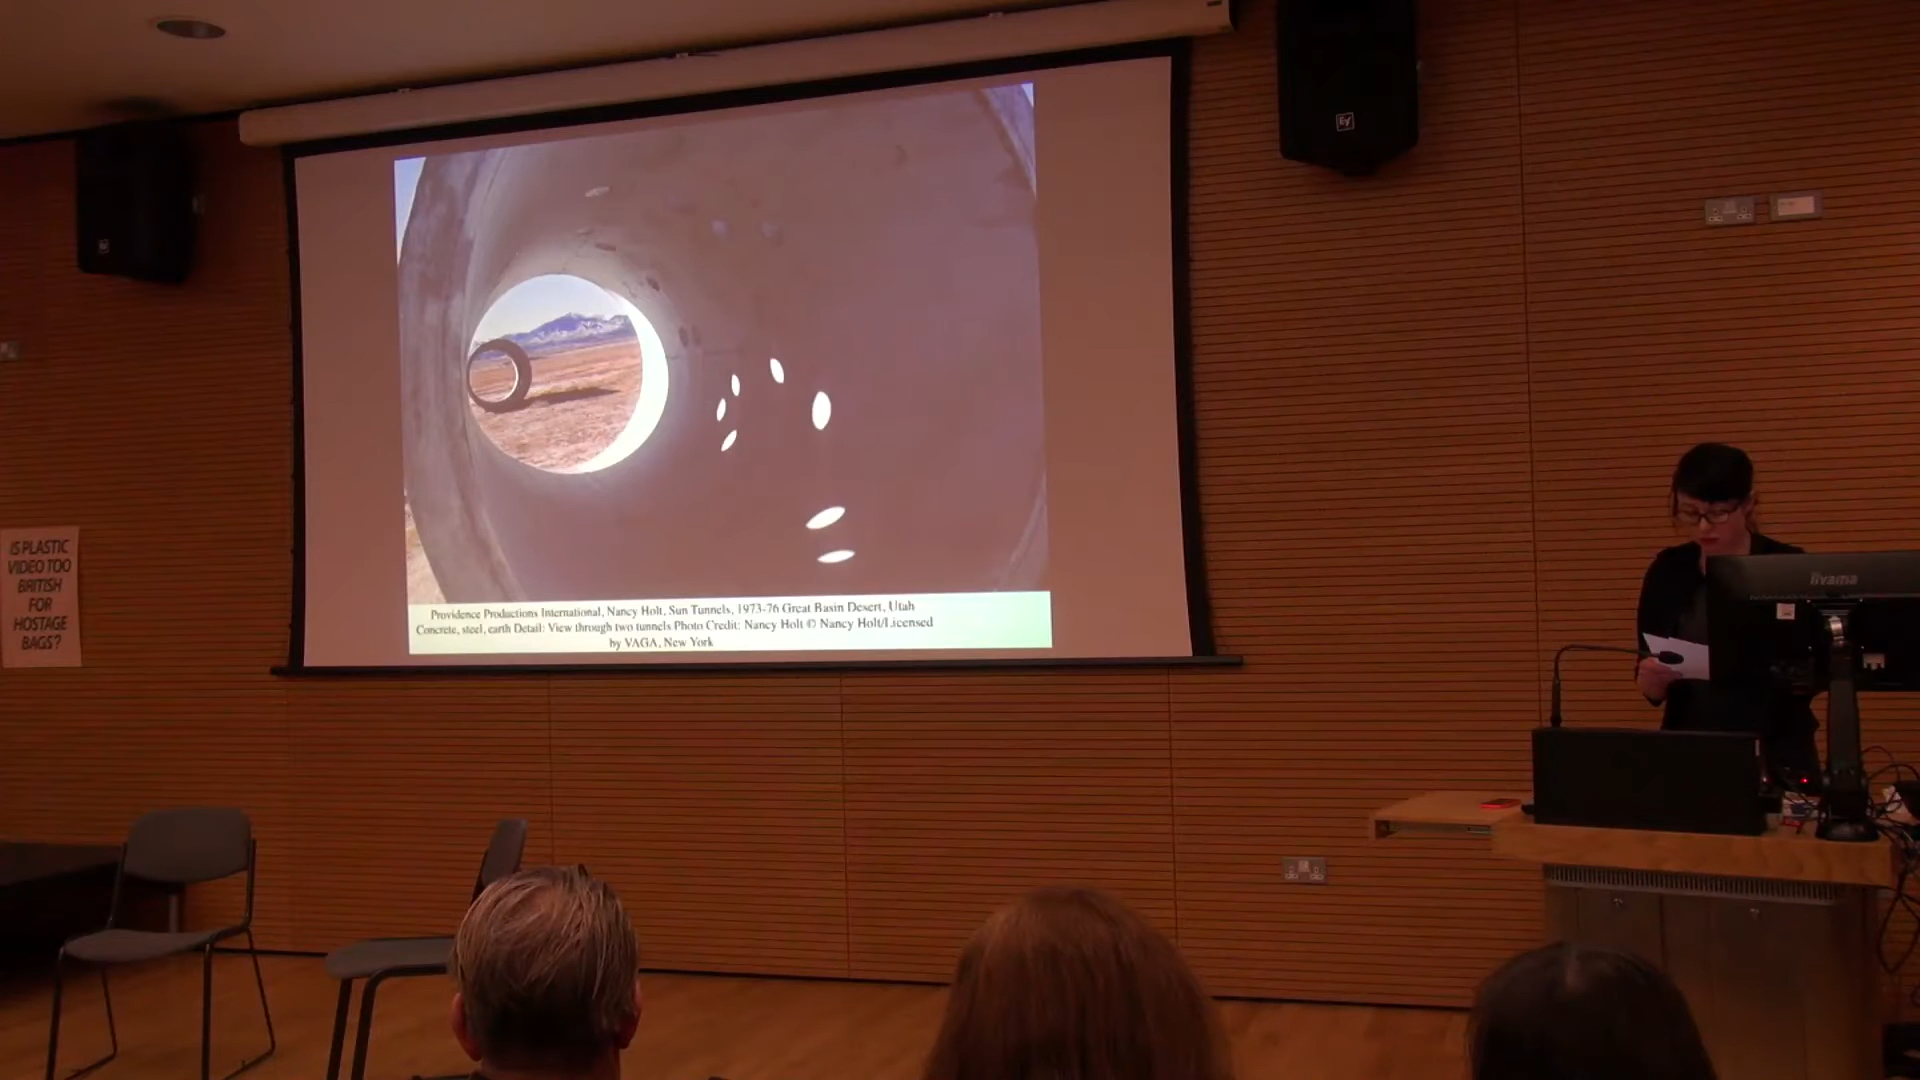 Providence Productions International, Nancy Holt, Sun Tunnels, 1973-76 Great Basin Desert, Utah
Concrete, steel, earth Detail: View through two tunnels Photo Credit: Nancy Holt © Nancy Holt/Licensed
by VAGA, New York
IS PLASTIC
VIDEO TOO
BRITISH
FOR
HOSTAGE
BAGS?
EV
iiyama